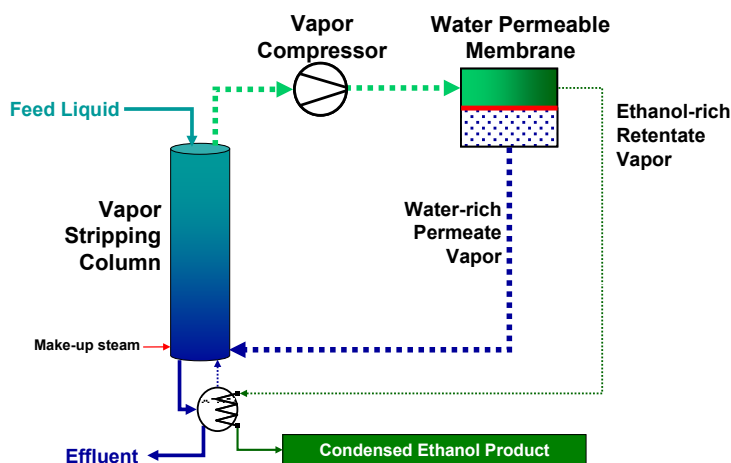 Vapor
Compressor
Water Permeable
Membrane
Feed Liquid
Ethanol-rich
Retentate
Vapor
Vapor
Stripping
Column
Water-rich
Permeate
Vapor
Make-up steam
Effluent
Condensed Ethanol Product